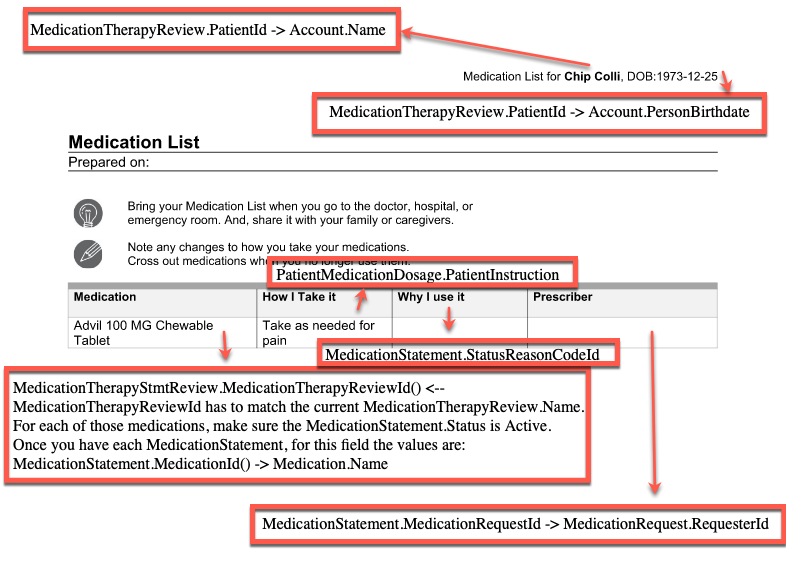 MedicationTherapyReview.PatientId -> Account.Name
Medication List for Chip Colli, DOB:1973-12-25
MedicationTherapyReview.PatientId -> Account.PersonBirthdate
Medication List
Prepared on:
Bring your Medication List when you go to the doctor, hospital, or
emergency room. And, share it with your family or caregivers.
Note any changes to how you take your medications.
Cross out medications when you no longer use them.
PatientMedicationDosage.PatientInstruction
Medication How I Take it Why I use it Prescriber
Advil 100 MG Chewable Take as needed for
Tablet pain
MedicationStatement.StatusReasonCodeId
MedicationTherapyStmtReview.MedicationTherapyReviewId() <--
MedicationTherapyReviewId has to match the current MedicationTherapyReview.Name.
For each of those medications, make sure the MedicationStatement.Status is Active.
Once you have each MedicationStatement, for this field the values are:
MedicationStatement.MedicationId() -> Medication.Name
MedicationStatement.MedicationRequestId -> MedicationRequest.RequesterId